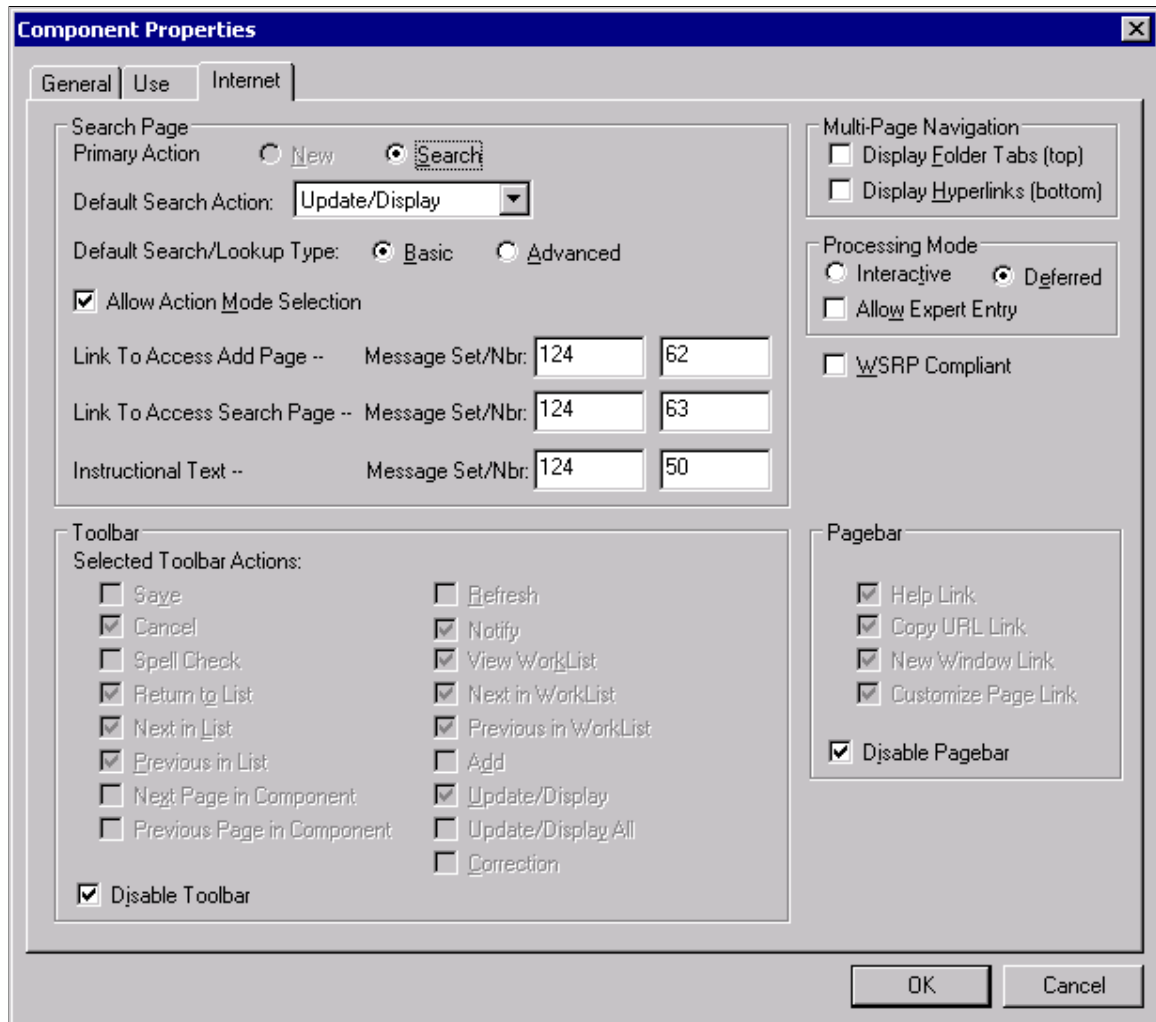 Component Properties
General Use Internet
Search Page
Primary Action New Search
Default Search Action: Update/Display
Default Search/Lookup Type: Basic Advanced
Allow Action Mode Selection
Link To Access Add Page -- Message Set/Nbr: 124 62
Link To Access Search Page -- Message Set/Nbr: 124 63
Instructional Text -- Message Set/Nbr: 124 50
Multi-Page Navigation
Display Folder Tabs (top)
Display Hyperlinks (bottom)
Processing Mode
Interactive Deferred
Allow Expert Entry
WSRP Compliant
Toolbar
Selected Toolbar Actions:
Save Refresh
Cancel Notify
Spell Check View WorkList
Return to List Next in WorkList
Next in List Previous in WorkList
Previous in List Add
Next Page in Component Update/Display
Previous Page in Component Update/Display All
Correction
Disable Toolbar
Pagebar
Help Link
Copy URL Link
New Window Link
Customize Page Link
Disable Pagebar
OK Cancel